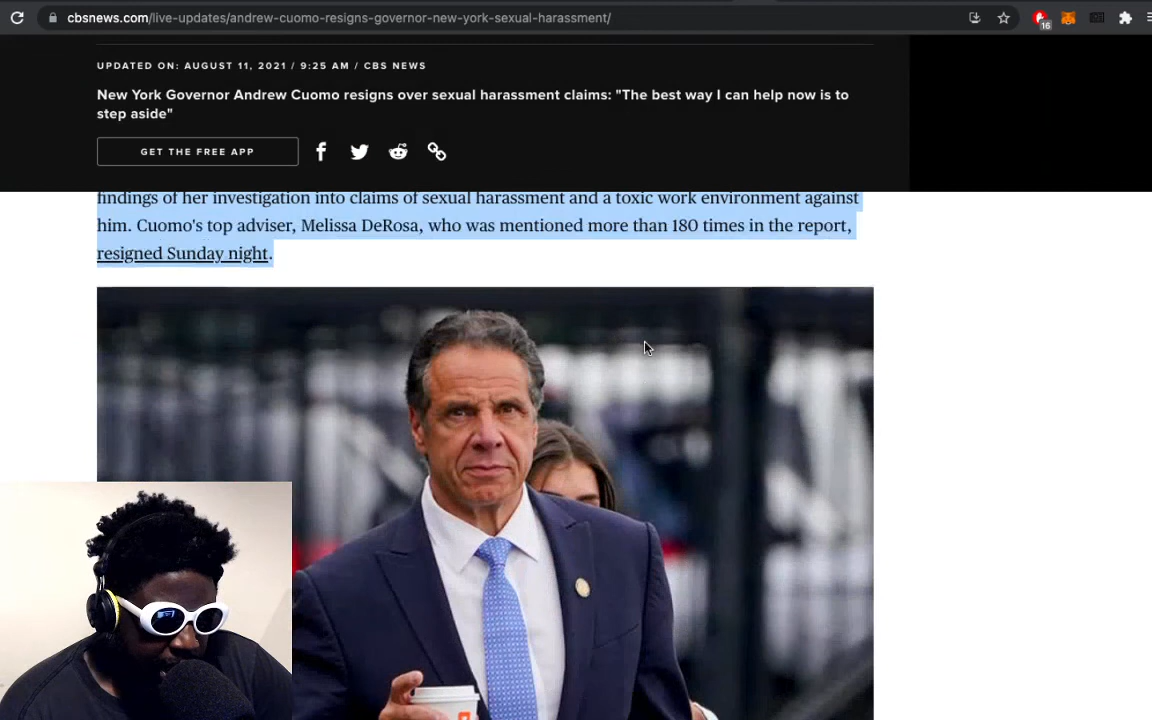 cbsnews.com/live-updates/andrew-cuomo-resigns-governor-new-york-sexual-harassment/
16
UPDATED ON: AUGUST 11, 2021 / 9:25 AM / CBS NEWS
New York Governor Andrew Cuomo resigns over sexual harassment claims: "The best way I can help now is to
step aside"
GET THE FREE APP
findings of her investigation into claims of sexual harassment and a toxic work environment against
him. Cuomo's top adviser, Melissa DeRosa, who was mentioned more than 180 times in the report,
resigned Sunday night.